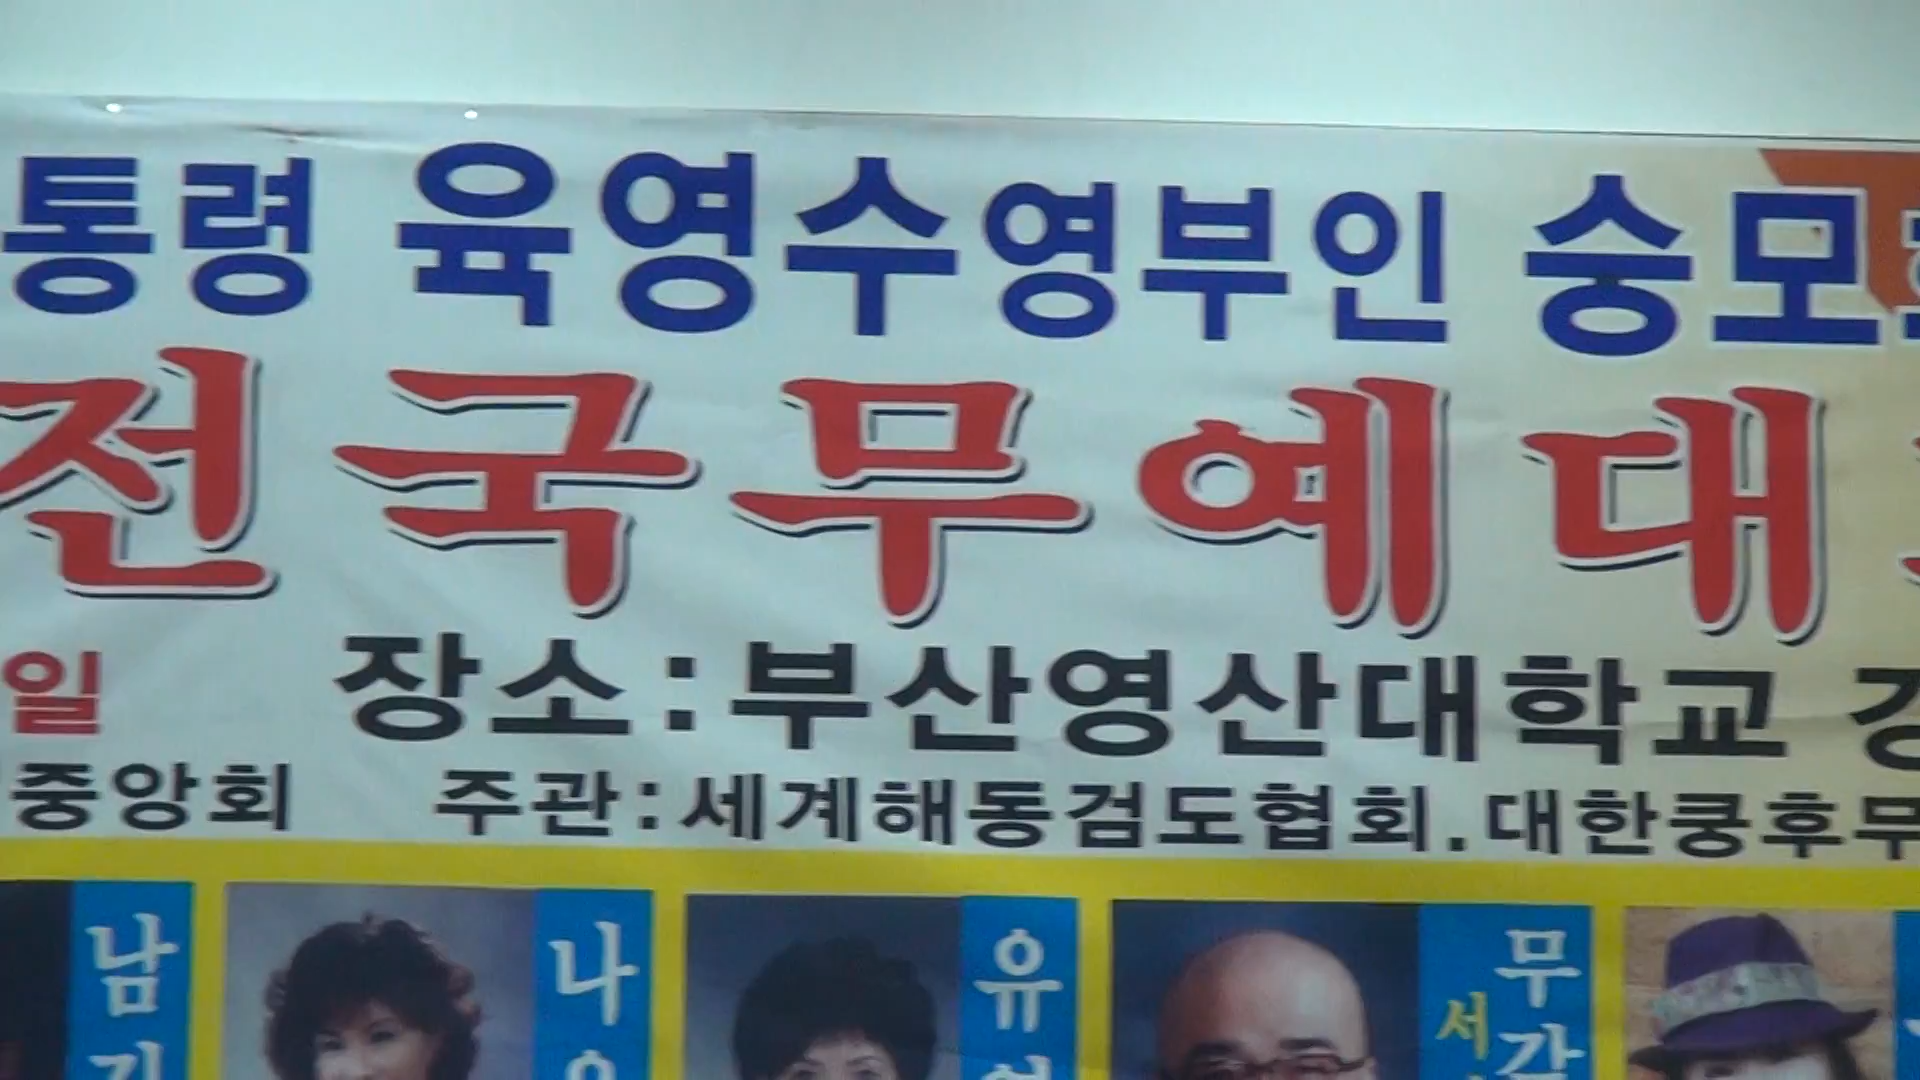 통령 육영수영부인 숭모
전국무예대
일 장소:부산영산대학교
중앙회 주관:세계해동검도협회.대한쿵후무
남 나 유 무
서 갑